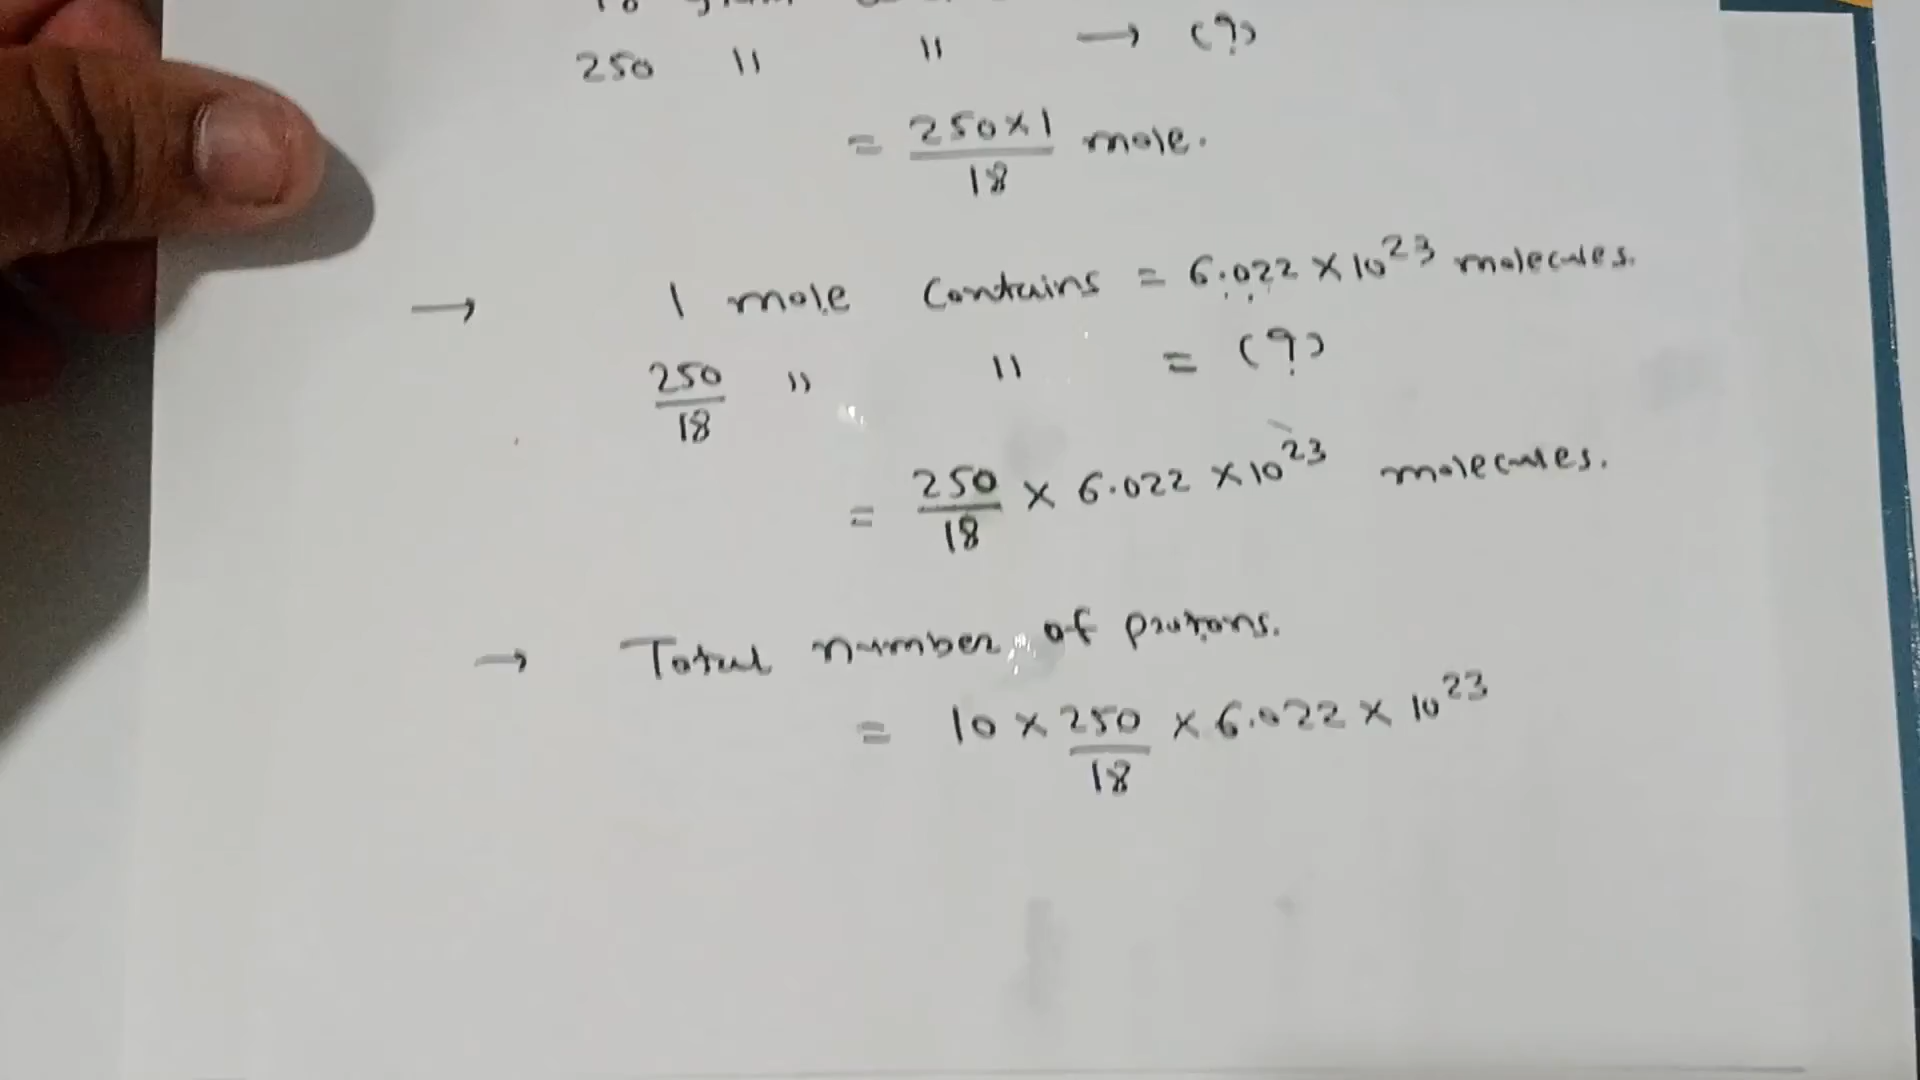 250 " " → (?)
= 250×1/18 mole.
→ 1 mole contains = 6.022 × 10^23 molecules.
250/18 " " = (?)
= 250/18 × 6.022 × 10^23 molecules.
→ Total number of protons.
= 10 × 250/18 × 6.022 × 10^23